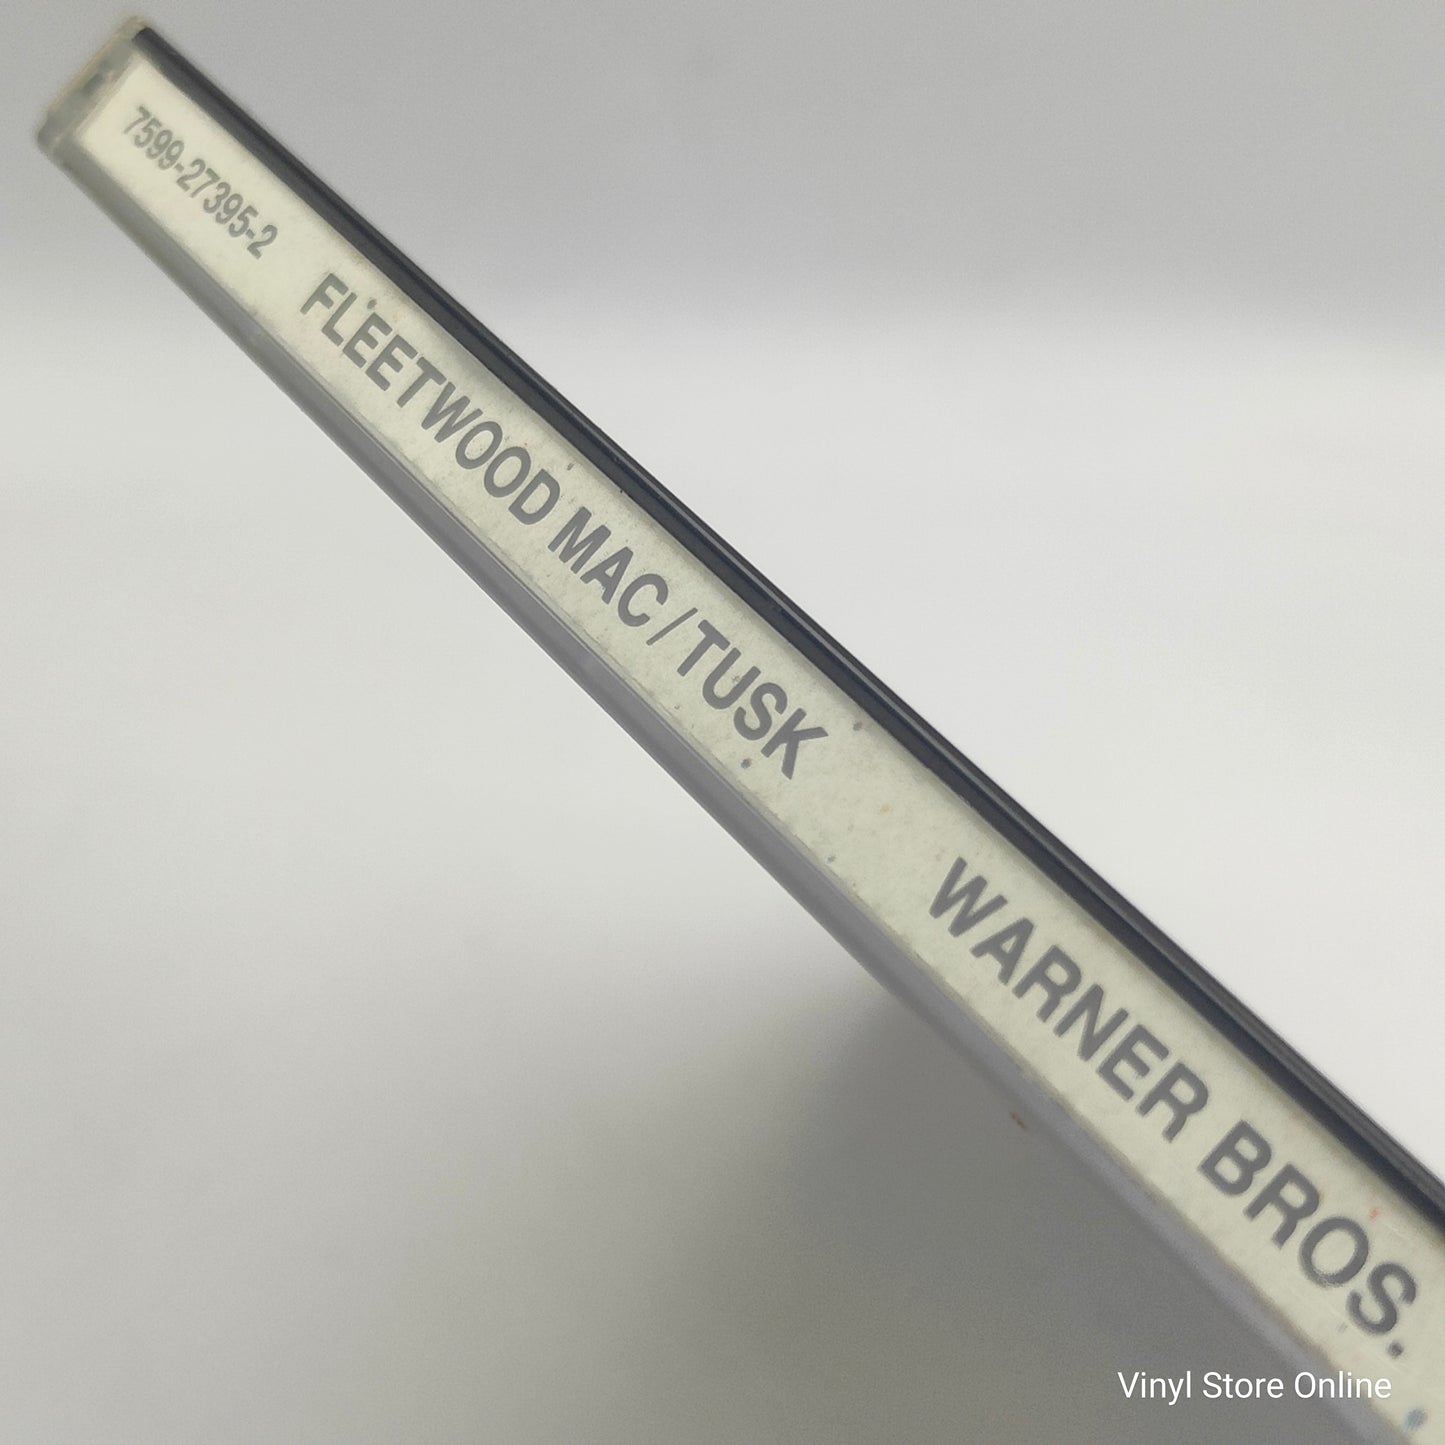 7599-27395-2 FLEETWOOD MAC/TUSK WARNER BROS.
Vinyl Store Online